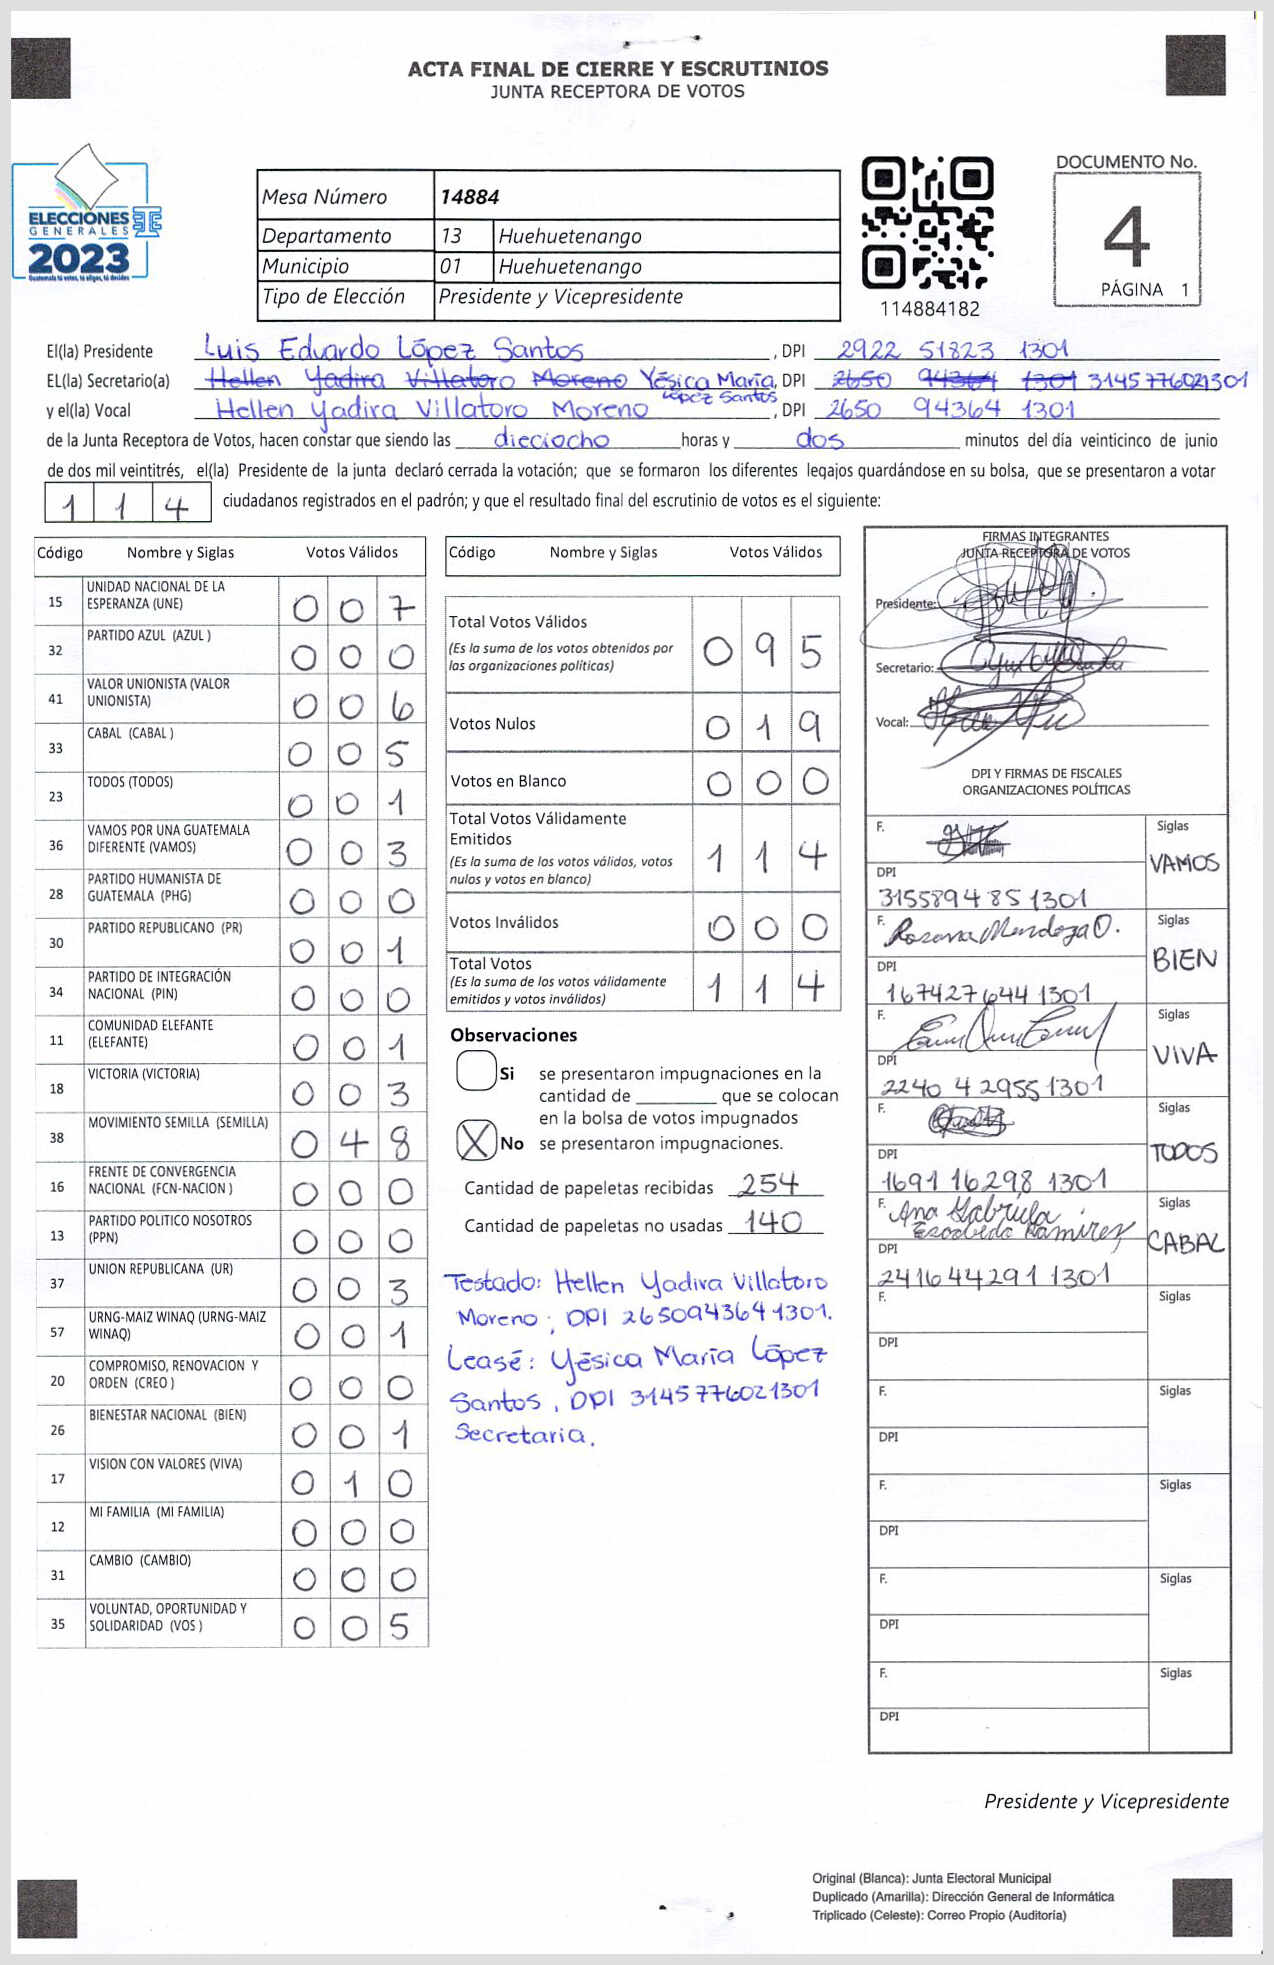 ACTA FINAL DE CIERRE Y ESCRUTINIOS
JUNTA RECEPTORA DE VOTOS
ELECCIONES
GENERALES
2023
Guatemala tú votes, tú eliges, tú decides
Mesa Número 14884
Departamento 13 Huehuetenango
Municipio 01 Huehuetenango
Tipo de Elección Presidente y Vicepresidente
114884182
DOCUMENTO No.
4
PÁGINA 1
El(la) Presidente Luis Eduardo López Santos, DPI 2922 51823 1301
EL(la) Secretario(a) Hellen Yadira Villatoro Moreno Yésica María López Santos, DPI 2650 94364 1301 3145776021301
y el(la) Vocal Hellen Yadira Villatoro Moreno, DPI 2650 94364 1301
de la Junta Receptora de Votos, hacen constar que siendo las dieciocho horas y dos minutos del día veinticinco de junio
de dos mil veintitrés, el(la) Presidente de la junta declaró cerrada la votación; que se formaron los diferentes legajos guardándose en su bolsa, que se presentaron a votar
1 1 4 ciudadanos registrados en el padrón; y que el resultado final del escrutinio de votos es el siguiente:
Código Nombre y Siglas Votos Válidos
15 UNIDAD NACIONAL DE LA ESPERANZA (UNE) 0 0 7
32 PARTIDO AZUL (AZUL ) 0 0 0
41 VALOR UNIONISTA (VALOR UNIONISTA) 0 0 6
33 CABAL (CABAL ) 0 0 5
23 TODOS (TODOS) 0 0 1
36 VAMOS POR UNA GUATEMALA DIFERENTE (VAMOS) 0 0 3
28 PARTIDO HUMANISTA DE GUATEMALA (PHG) 0 0 0
30 PARTIDO REPUBLICANO (PR) 0 0 1
34 PARTIDO DE INTEGRACIÓN NACIONAL (PIN) 0 0 0
11 COMUNIDAD ELEFANTE (ELEFANTE) 0 0 1
18 VICTORIA (VICTORIA) 0 0 3
38 MOVIMIENTO SEMILLA (SEMILLA) 0 4 8
16 FRENTE DE CONVERGENCIA NACIONAL (FCN-NACION ) 0 0 0
13 PARTIDO POLITICO NOSOTROS (PPN) 0 0 0
37 UNION REPUBLICANA (UR) 0 0 3
57 URNG-MAIZ WINAQ (URNG-MAIZ WINAQ) 0 0 1
20 COMPROMISO, RENOVACION Y ORDEN (CREO ) 0 0 0
26 BIENESTAR NACIONAL (BIEN) 0 0 1
17 VISION CON VALORES (VIVA) 0 1 0
12 MI FAMILIA (MI FAMILIA) 0 0 0
31 CAMBIO (CAMBIO) 0 0 0
35 VOLUNTAD, OPORTUNIDAD Y SOLIDARIDAD (VOS ) 0 0 5
Código Nombre y Siglas Votos Válidos
Total Votos Válidos 0 9 5
(Es la suma de los votos obtenidos por
las organizaciones políticas)
Votos Nulos 0 1 9
Votos en Blanco 0 0 0
Total Votos Válidamente
Emitidos 1 1 4
(Es la suma de los votos válidos, votos
nulos y votos en blanco)
Votos Inválidos 0 0 0
Total Votos 1 1 4
(Es la suma de los votos válidamente
emitidos y votos inválidos)
Observaciones
Si se presentaron impugnaciones en la
cantidad de ________ que se colocan
en la bolsa de votos impugnados
X No se presentaron impugnaciones.
Cantidad de papeletas recibidas 254
Cantidad de papeletas no usadas 140
Testado: Hellen Yadira Villatoro
Moreno, DPI 2650943641301.
Leasé: Yésica María López
Santos, DPI 3145776021301
Secretaria.
FIRMAS INTEGRANTES
JUNTA RECEPTORA DE VOTOS
Presidente:
Secretario:
Vocal:
DPI Y FIRMAS DE FISCALES
ORGANIZACIONES POLÍTICAS
F. Siglas
VAMOS
DPI
3155894851301
F. Rosana Mendoza O. Siglas
BIEN
DPI
1674276441301
F. Siglas
VIVA
DPI
2240 42955 1301
F. Siglas
TODOS
DPI
1691 16298 1301
F. Ana Gabriela Escobedo Ramirez Siglas
CABAL
DPI
2416442911301
F. Siglas
DPI
F. Siglas
DPI
F. Siglas
DPI
F. Siglas
DPI
F. Siglas
DPI
Presidente y Vicepresidente
Original (Blanca): Junta Electoral Municipal
Duplicado (Amarilla): Dirección General de Informática
Triplicado (Celeste): Correo Propio (Auditoría)